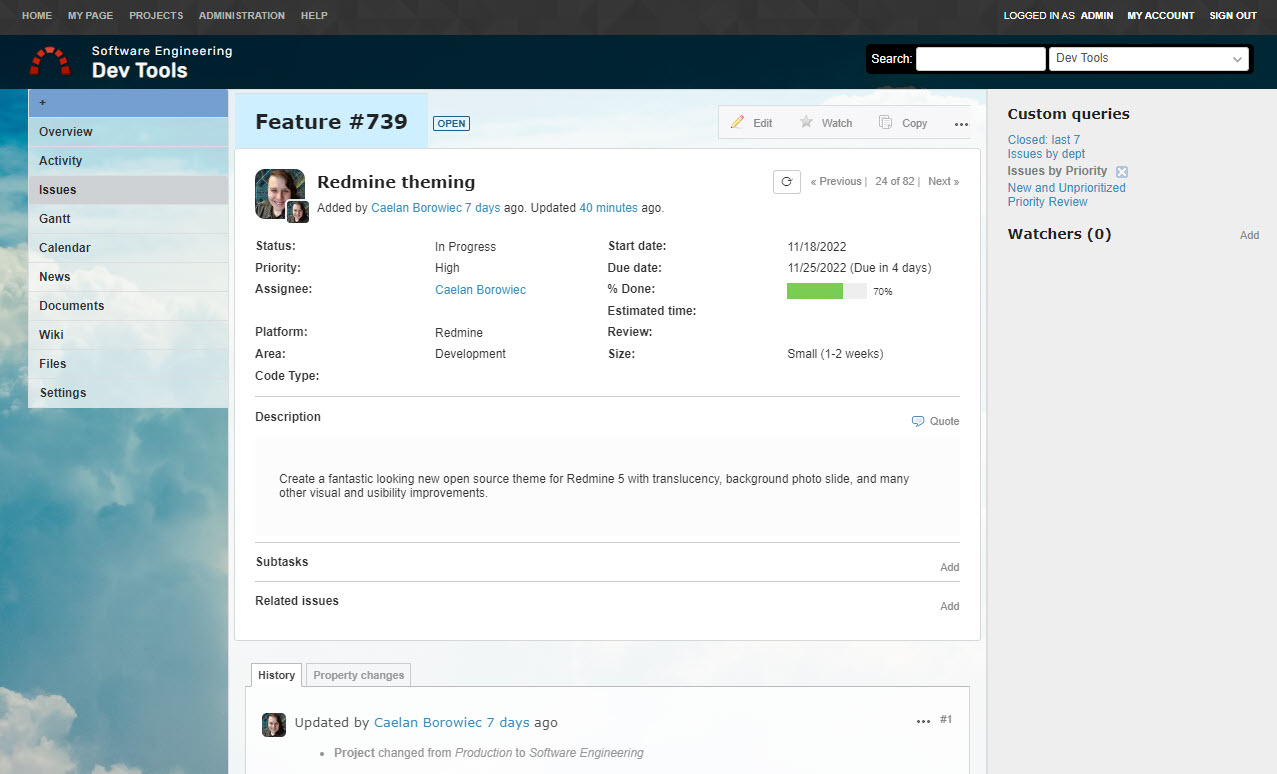 HOME MY PAGE PROJECTS ADMINISTRATION HELP LOGGED IN AS ADMIN MY ACCOUNT SIGN OUT
Software Engineering
Dev Tools
Search: Dev Tools
+
Overview
Activity
Issues
Gantt
Calendar
News
Documents
Wiki
Files
Settings
Feature #739 OPEN
Edit Watch Copy •••
Redmine theming
« Previous | 24 of 82 | Next »
Added by Caelan Borowiec 7 days ago. Updated 40 minutes ago.
Status: In Progress Start date: 11/18/2022
Priority: High Due date: 11/25/2022 (Due in 4 days)
Assignee: Caelan Borowiec % Done: 70%
Estimated time:
Platform: Redmine Review:
Area: Development Size: Small (1-2 weeks)
Code Type:
Description
Quote
Create a fantastic looking new open source theme for Redmine 5 with translucency, background photo slide, and many
other visual and usibility improvements.
Subtasks
Add
Related issues
Add
History Property changes
Updated by Caelan Borowiec 7 days ago ••• #1
• Project changed from Production to Software Engineering
Custom queries
Closed: last 7
Issues by dept
Issues by Priority
New and Unprioritized
Priority Review
Watchers (0) Add